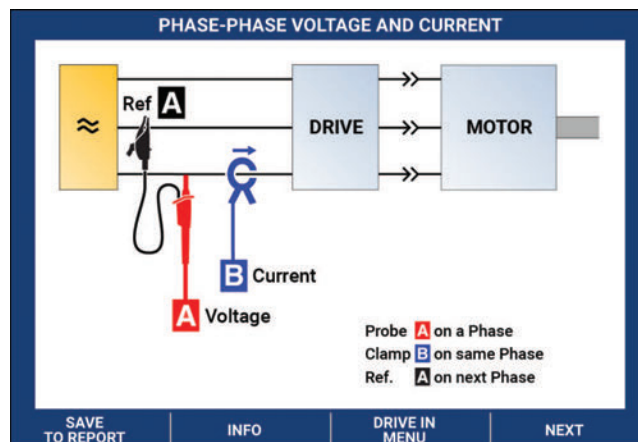 PHASE-PHASE VOLTAGE AND CURRENT
Ref A
≈
DRIVE
MOTOR
B Current
A Voltage
Probe A on a Phase
Clamp B on same Phase
Ref. A on next Phase
SAVE
TO REPORT
INFO
DRIVE IN
MENU
NEXT